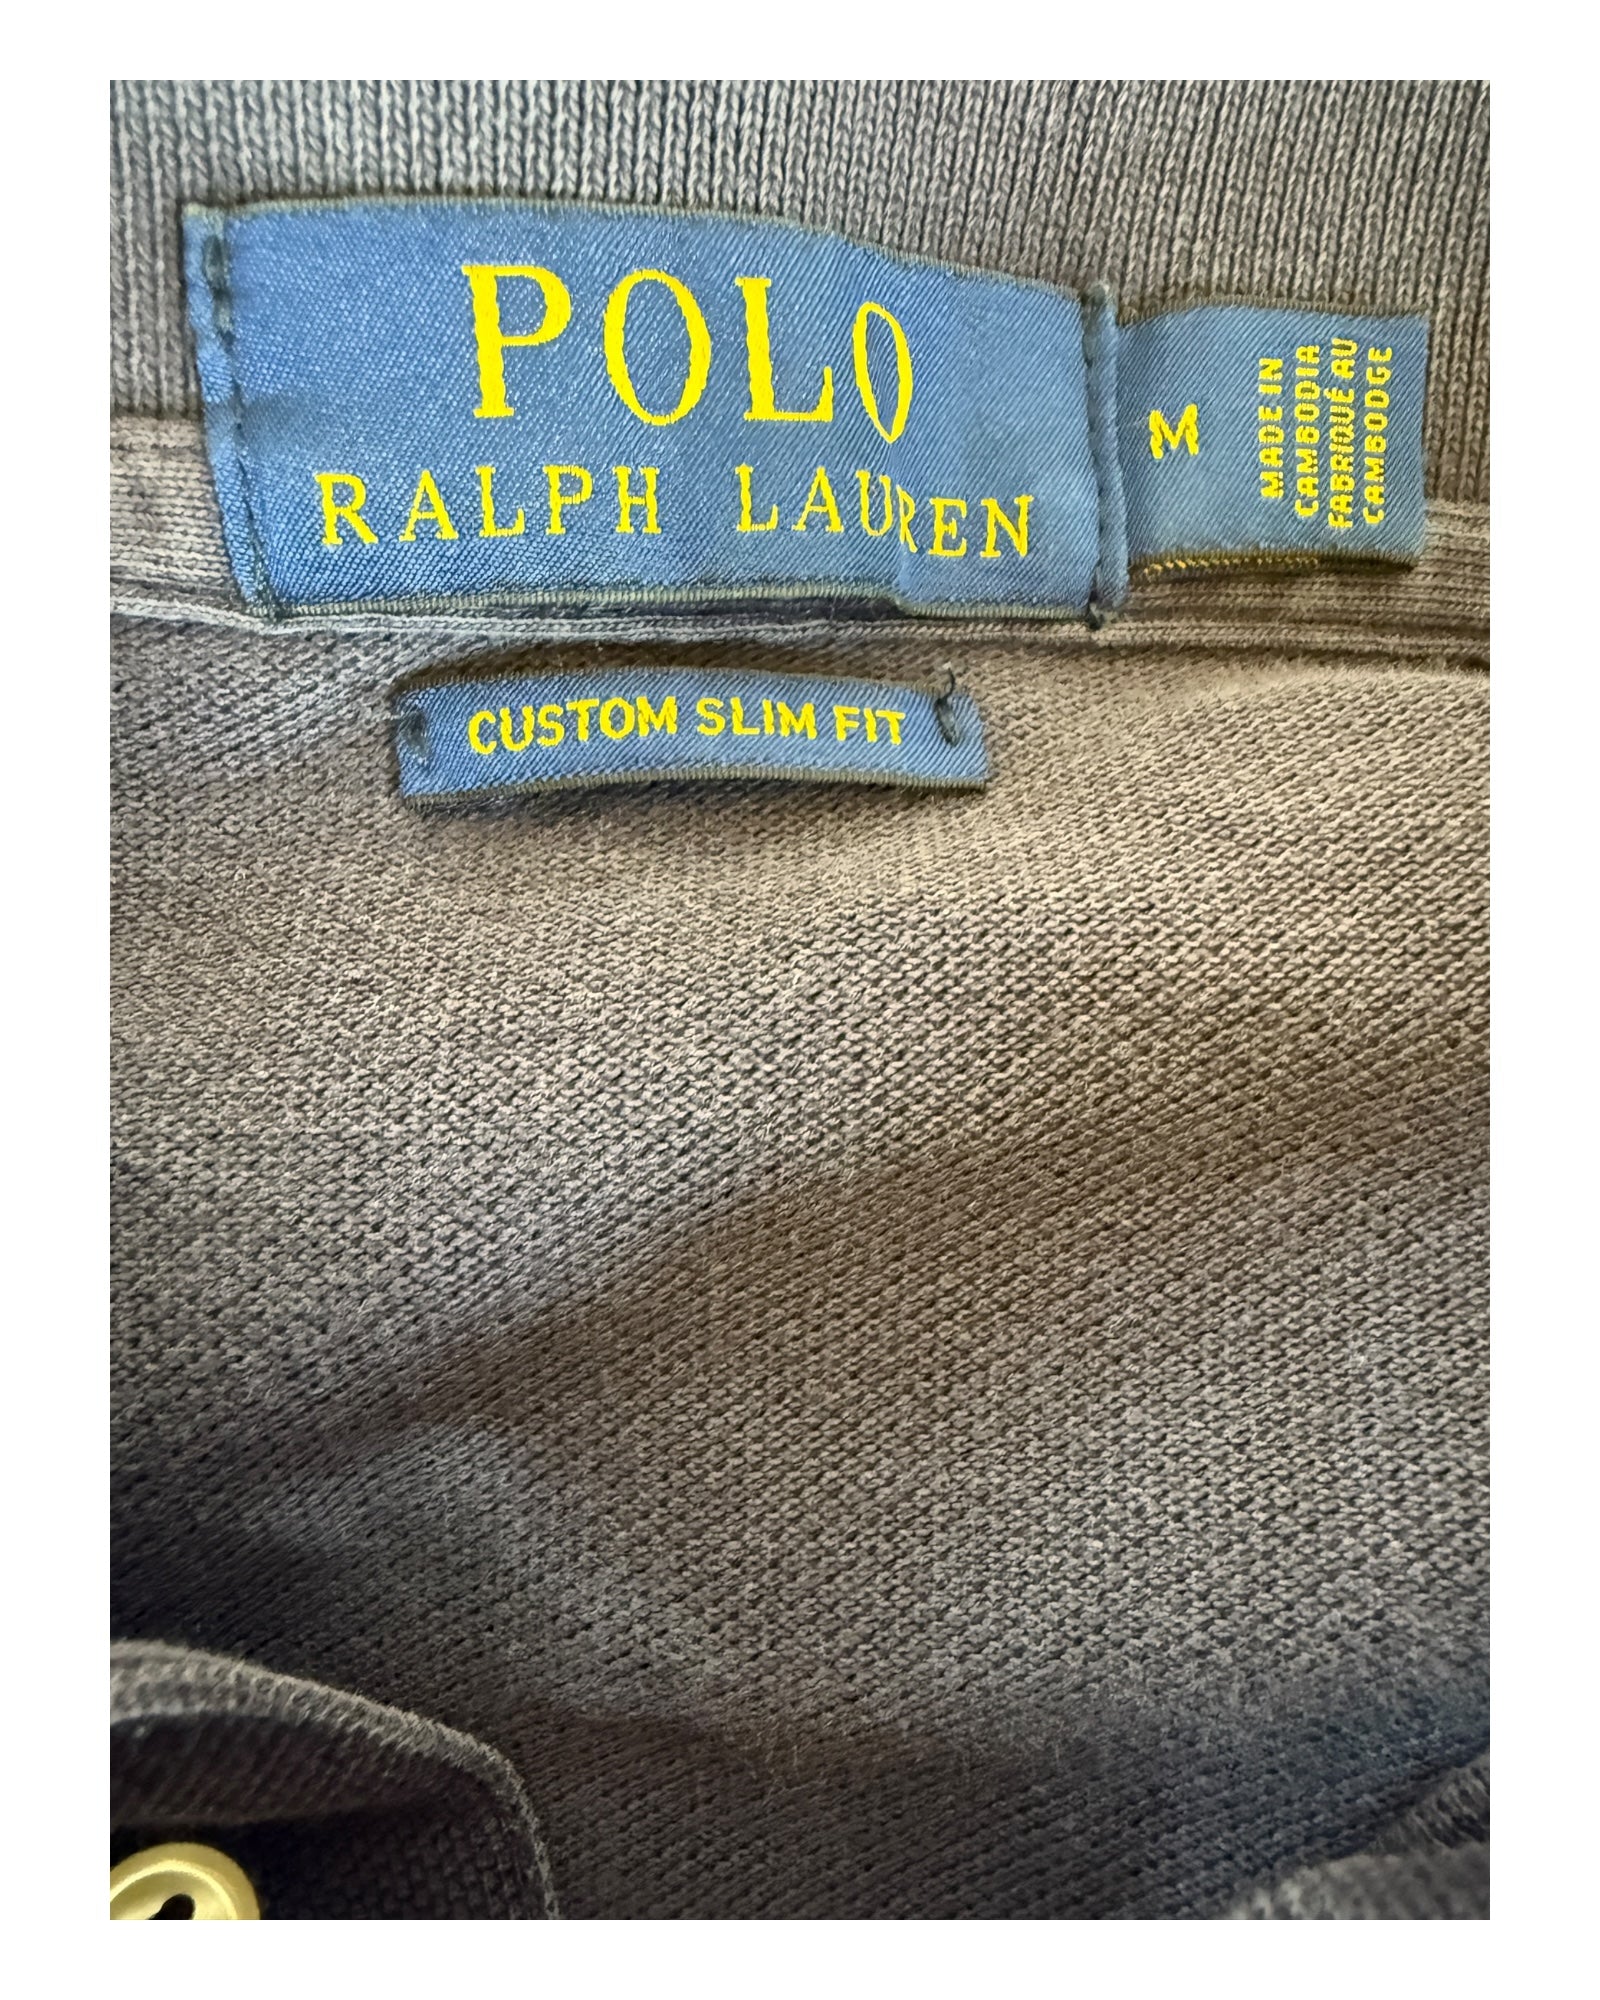 POLO
RALPH LAUREN
M
MADE IN
CAMBODIA
FABRIQUÉ AU
CAMBODGE
CUSTOM SLIM FIT